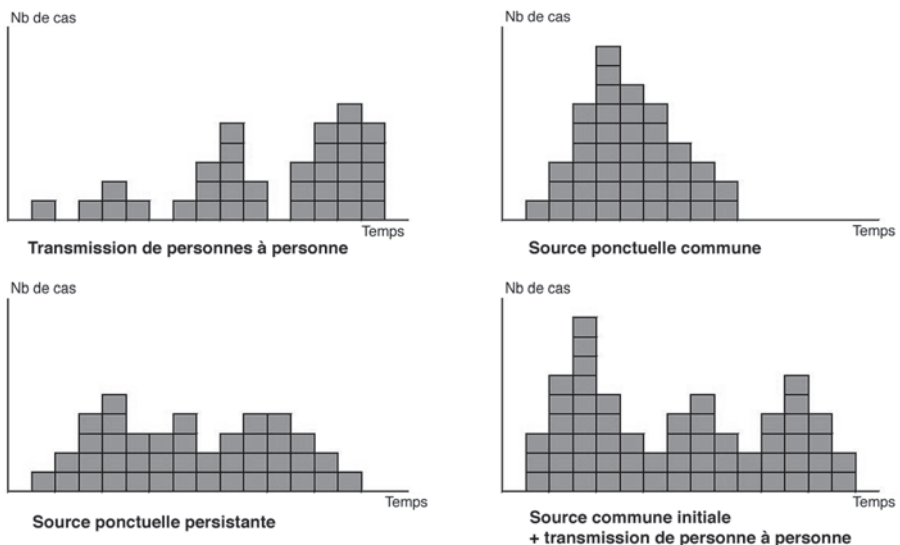 Nb de cas
Temps
Transmission de personnes à personne
Nb de cas
Temps
Source ponctuelle commune
Nb de cas
Temps
Source ponctuelle persistante
Nb de cas
Temps
Source commune initiale
+ transmission de personne à personne